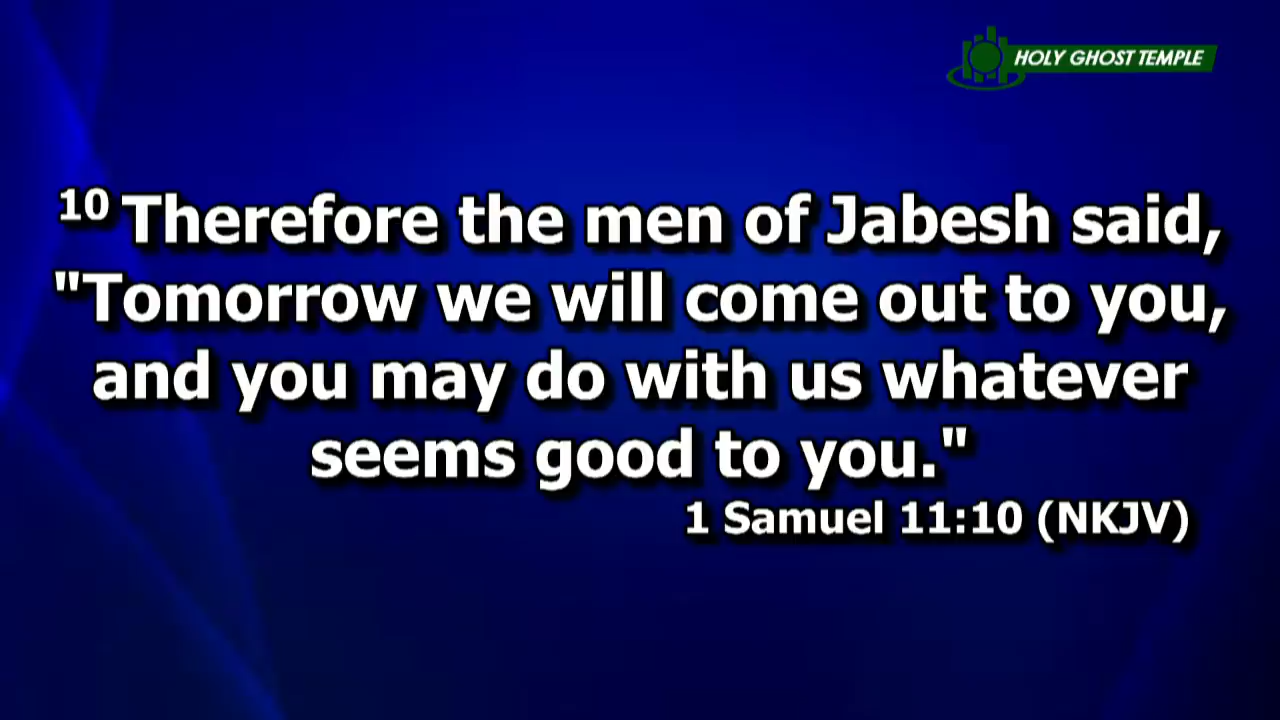 HOLY GHOST TEMPLE
10 Therefore the men of Jabesh said,
"Tomorrow we will come out to you,
and you may do with us whatever
seems good to you."
1 Samuel 11:10 (NKJV)